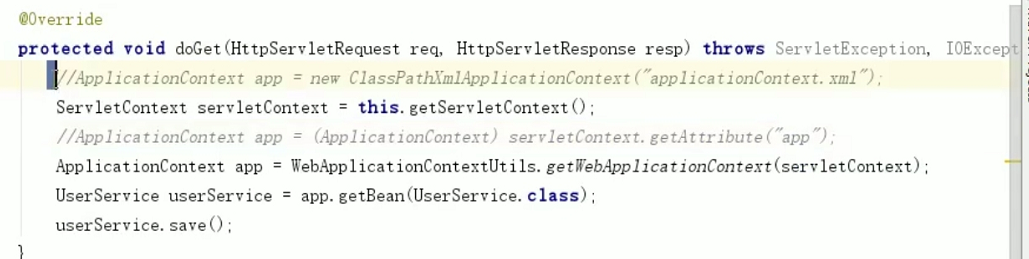 @Override
protected void doGet(HttpServletRequest req, HttpServletResponse resp) throws ServletException, IOExcept
//ApplicationContext app = new ClassPathXmlApplicationContext("applicationContext.xml");
ServletContext servletContext = this.getServletContext();
//ApplicationContext app = (ApplicationContext) servletContext.getAttribute("app");
ApplicationContext app = WebApplicationContextUtils.getWebApplicationContext(servletContext);
UserService userService = app.getBean(UserService.class);
userService.save();
}